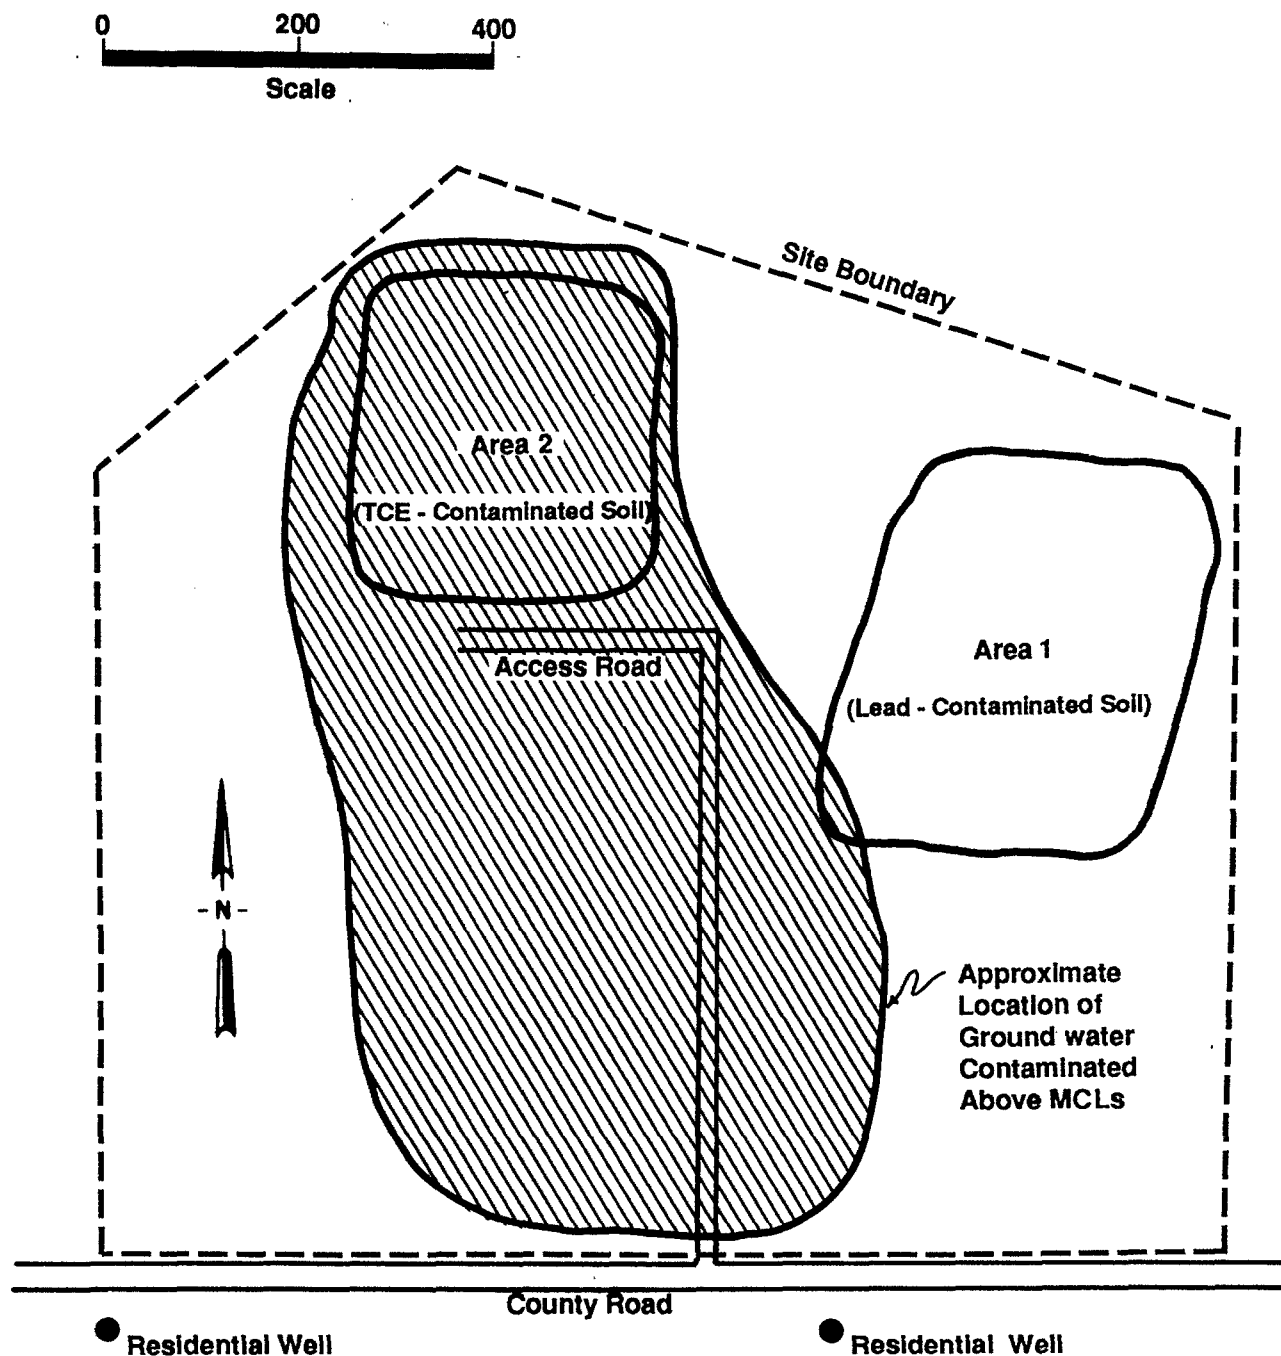 0 200 400
Scale
Site Boundary
Area 2
(TCE - Contaminated Soil)
Area 1
Access Road
(Lead - Contaminated Soil)
- N -
Approximate
Location of
Ground water
Contaminated
Above MCLs
County Road
Residential Well
Residential Well